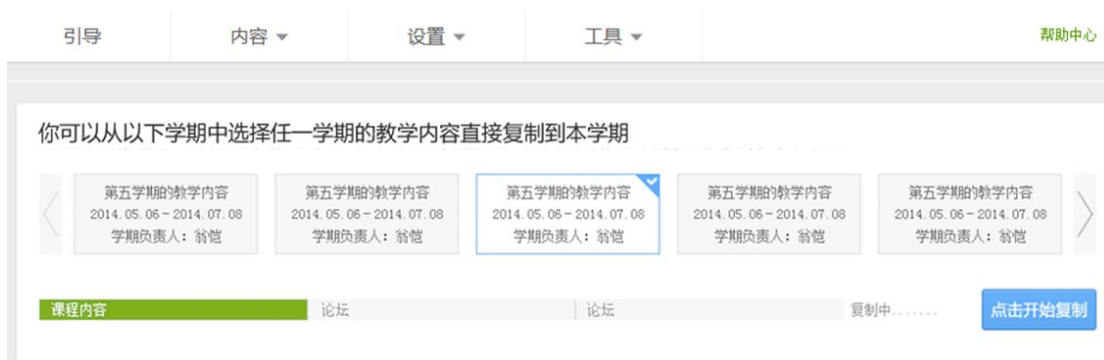 引导 内容 设置 工具 帮助中心
你可以从以下学期中选择任一学期的教学内容直接复制到本学期
第五学期的教学内容 第五学期的教学内容 第五学期的教学内容 第五学期的教学内容 第五学期的教学内容
2014.05.06-2014.07.08 2014.05.06-2014.07.08 2014.05.06-2014.07.08 2014.05.06-2014.07.08 2014.05.06-2014.07.08
学期负责人：翁恺 学期负责人：翁恺 学期负责人：翁恺 学期负责人：翁恺 学期负责人：翁恺
课程内容 论坛 论坛 复制中....... 点击开始复制